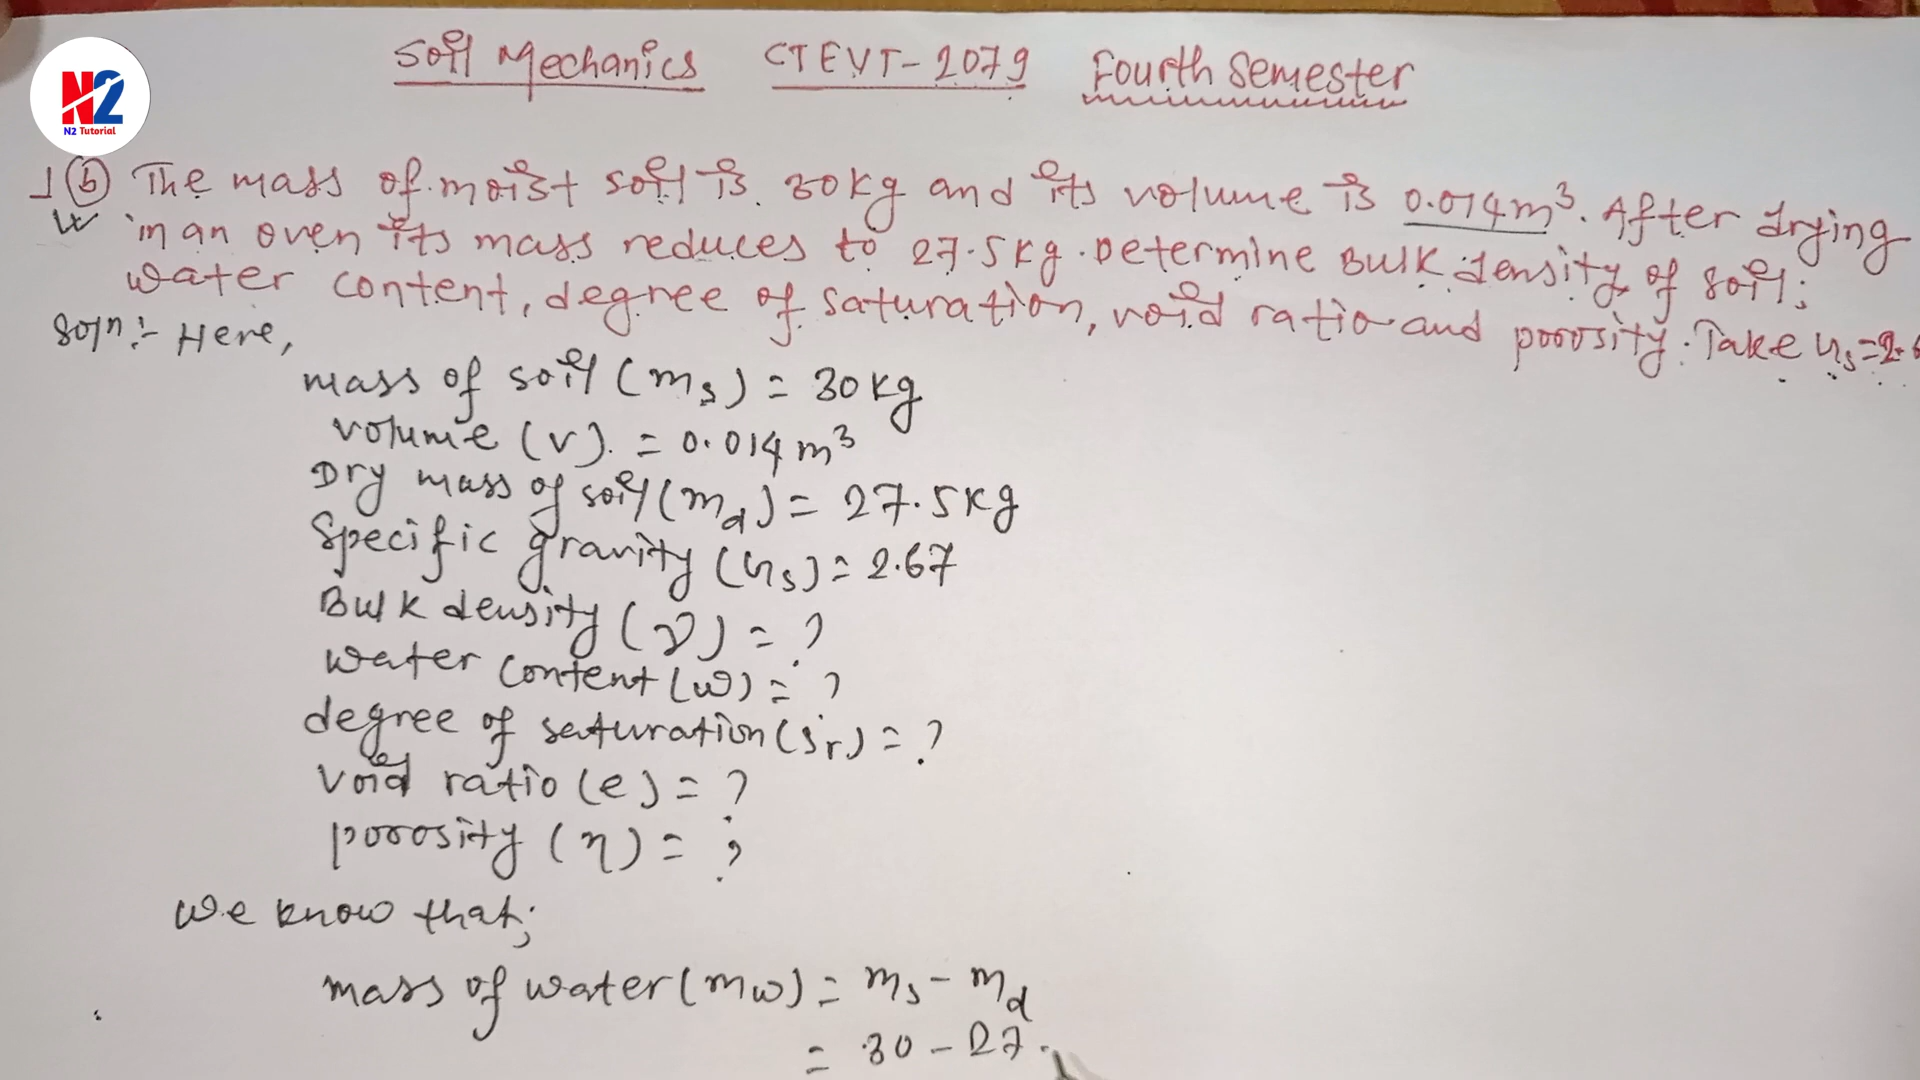 N2
N2 Tutorial
Soil Mechanics CTEVT-2079 Fourth Semester
1 (b) The mass of moist soil is 30kg and its volume is 0.014m³. After drying
in an oven its mass reduces to 27.5kg. Determine Bulk density of soil;
water content, degree of saturation, void ratio and porosity. Take Gs=2.6
Soln:- Here,
mass of soil (ms) = 30kg
volume (v) = 0.014 m³
Dry mass of soil (md) = 27.5kg
Specific gravity (Gs) = 2.67
Bulk density (γ) = ?
water content (w) = ?
degree of saturation (Sr) = ?
void ratio (e) = ?
porosity (η) = ?
we know that;
mass of water (mw) = ms - md
= 30 - 27.